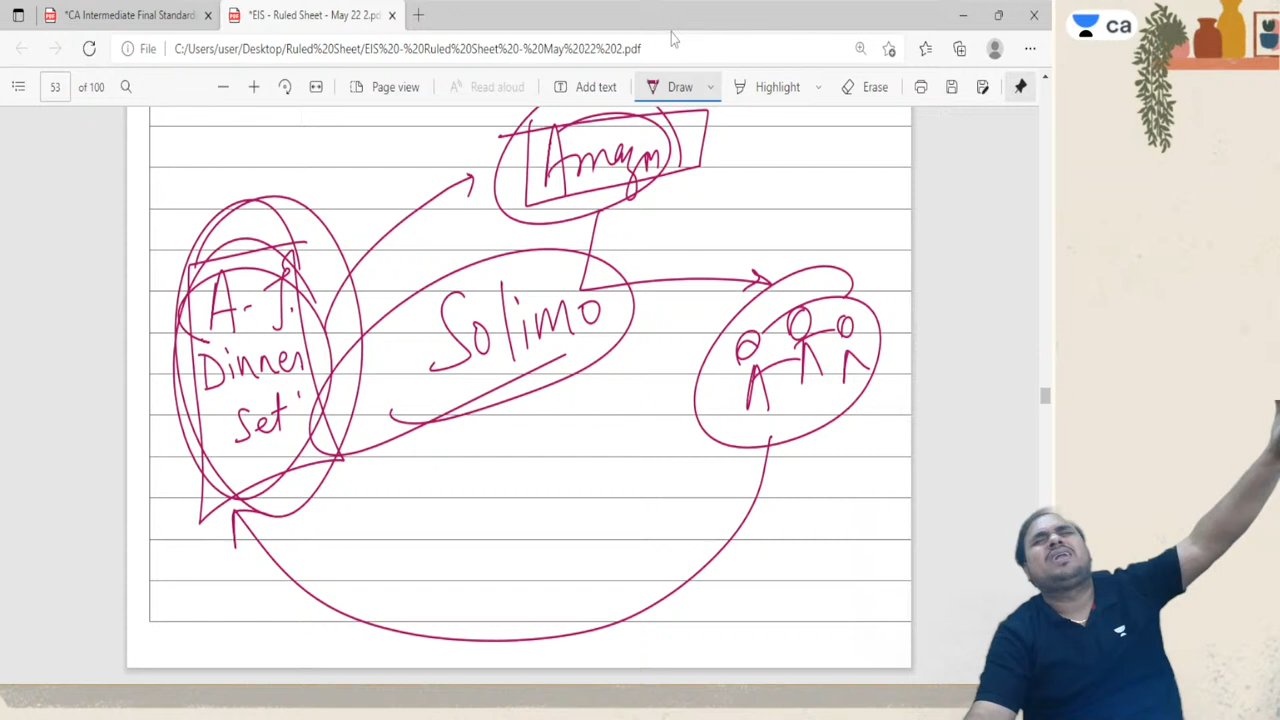 *CA Intermediate Final Standard
*EIS - Ruled Sheet - May 22 2.pd
File
C:/Users/user/Desktop/Ruled%20Sheet/EIS%20-%20Ruled%20Sheet%20-%20May%2022%202.pdf
53 of 100
Page view
Read aloud
Add text
Draw
Highlight
Erase
ca
Amazon
Solimo
A. J.
Dinner
Set